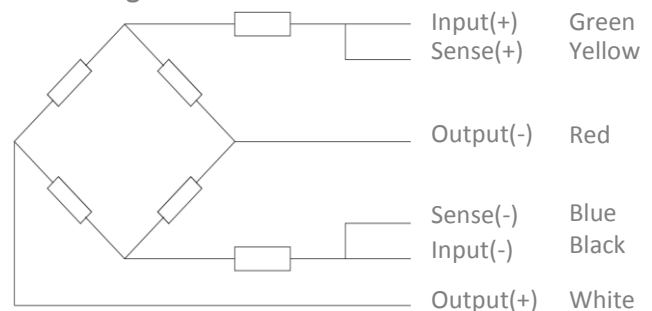 Input(+) Green
Sense(+) Yellow
Output(-) Red
Sense(-) Blue
Input(-) Black
Output(+) White